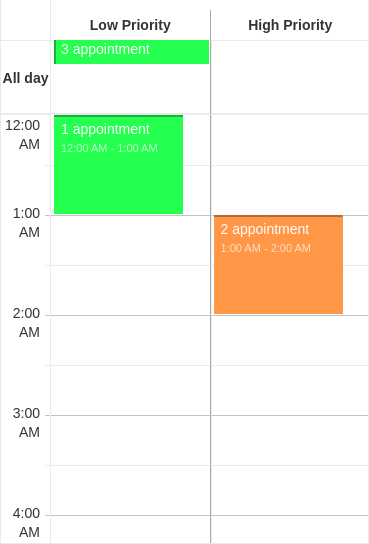 Low Priority
High Priority
3 appointment
All day
12:00
AM
1 appointment
12:00 AM - 1:00 AM
1:00
AM
2 appointment
1:00 AM - 2:00 AM
2:00
AM
3:00
AM
4:00
AM